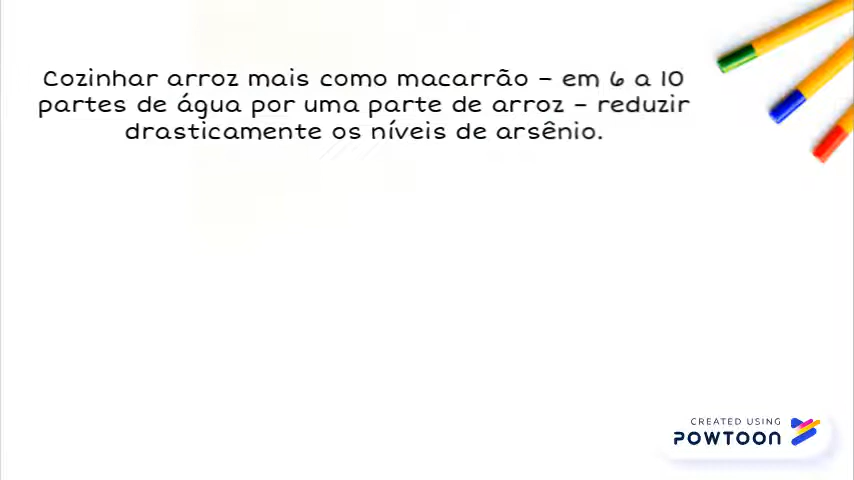 Cozinhar arroz mais como macarrão – em 6 a 10
partes de água por uma parte de arroz – reduzir
drasticamente os níveis de arsênio.
CREATED USING
POWTOON